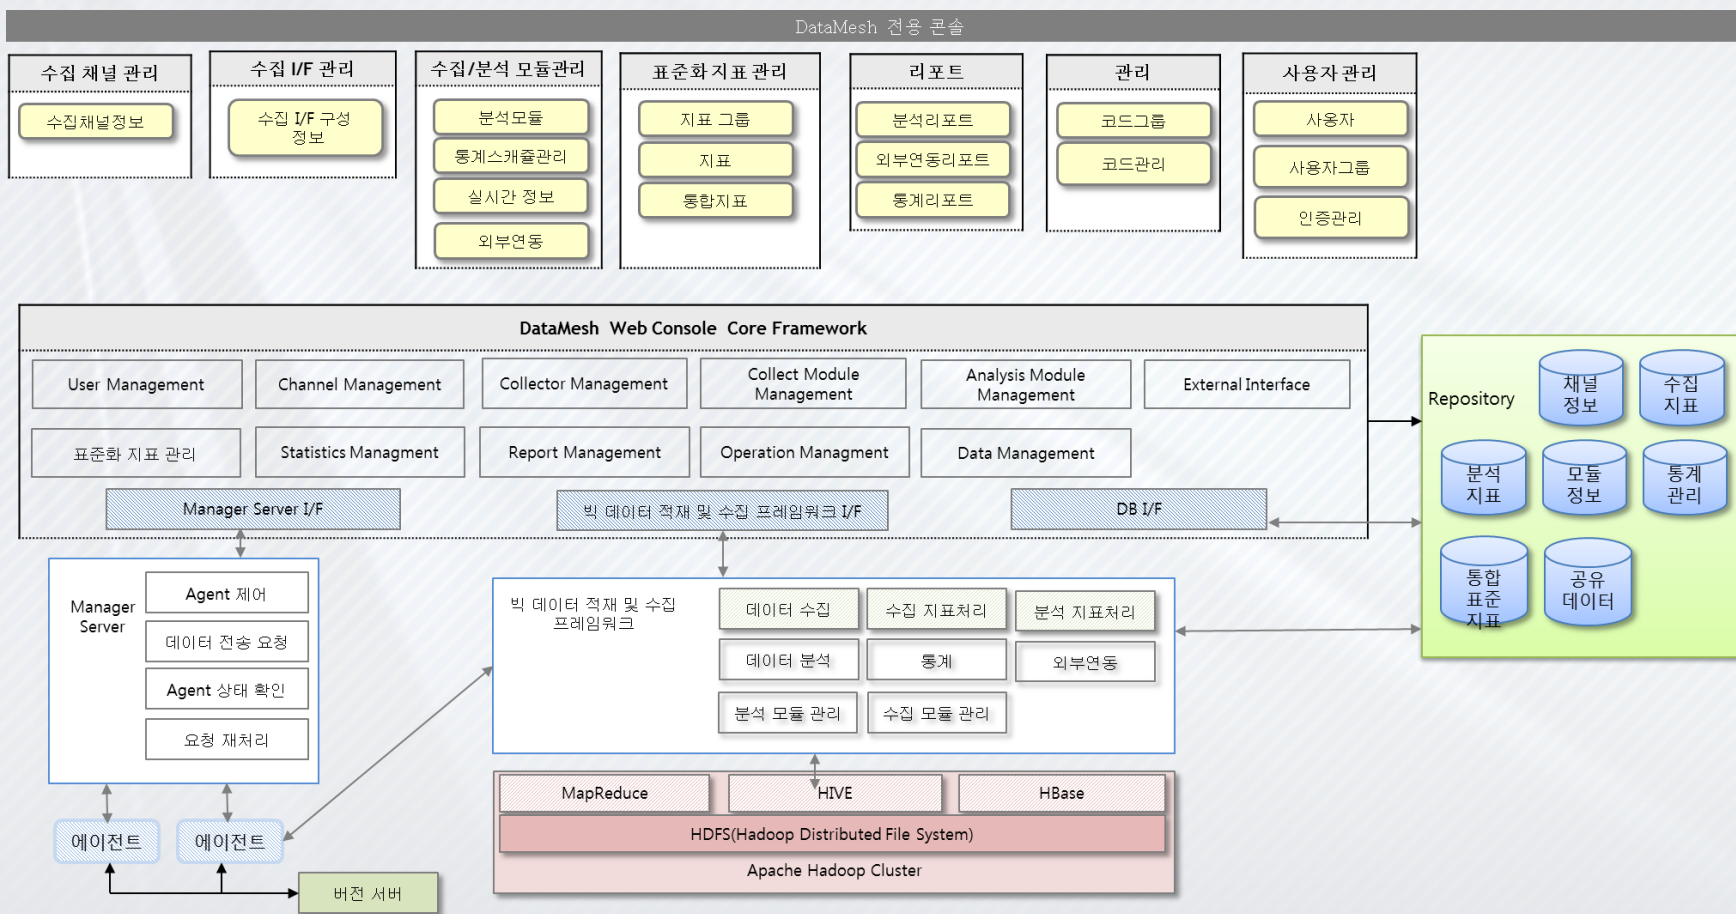 DataMesh 전용 콘솔
수집 채널 관리
수집채널정보
수집 I/F 관리
수집 I/F 구성
정보
수집/분석 모듈관리
분석모듈
통계스캐쥴관리
실시간 정보
외부연동
표준화지표관리
지표 그룹
지표
통합지표
리포트
분석리포트
외부연동리포트
통계리포트
관리
코드그룹
코드관리
사용자관리
사용자
사용자그룹
인증관리
DataMesh Web Console Core Framework
User Management
Channel Management
Collector Management
Collect Module
Management
Analysis Module
Management
External Interface
표준화 지표 관리
Statistics Managment
Report Management
Operation Managment
Data Management
Manager Server I/F
빅 데이터 적재 및 수집 프레임워크 I/F
DB I/F
Repository
채널
정보
수집
지표
분석
지표
모듈
정보
통계
관리
통합
표준
지표
공유
데이터
Manager
Server
Agent 제어
데이터 전송 요청
Agent 상태 확인
요청 재처리
빅 데이터 적재 및 수집
프레임워크
데이터 수집
수집 지표처리
분석 지표처리
데이터 분석
통계
외부연동
분석 모듈 관리
수집 모듈 관리
MapReduce
HIVE
HBase
HDFS(Hadoop Distributed File System)
Apache Hadoop Cluster
에이전트
에이전트
버전 서버